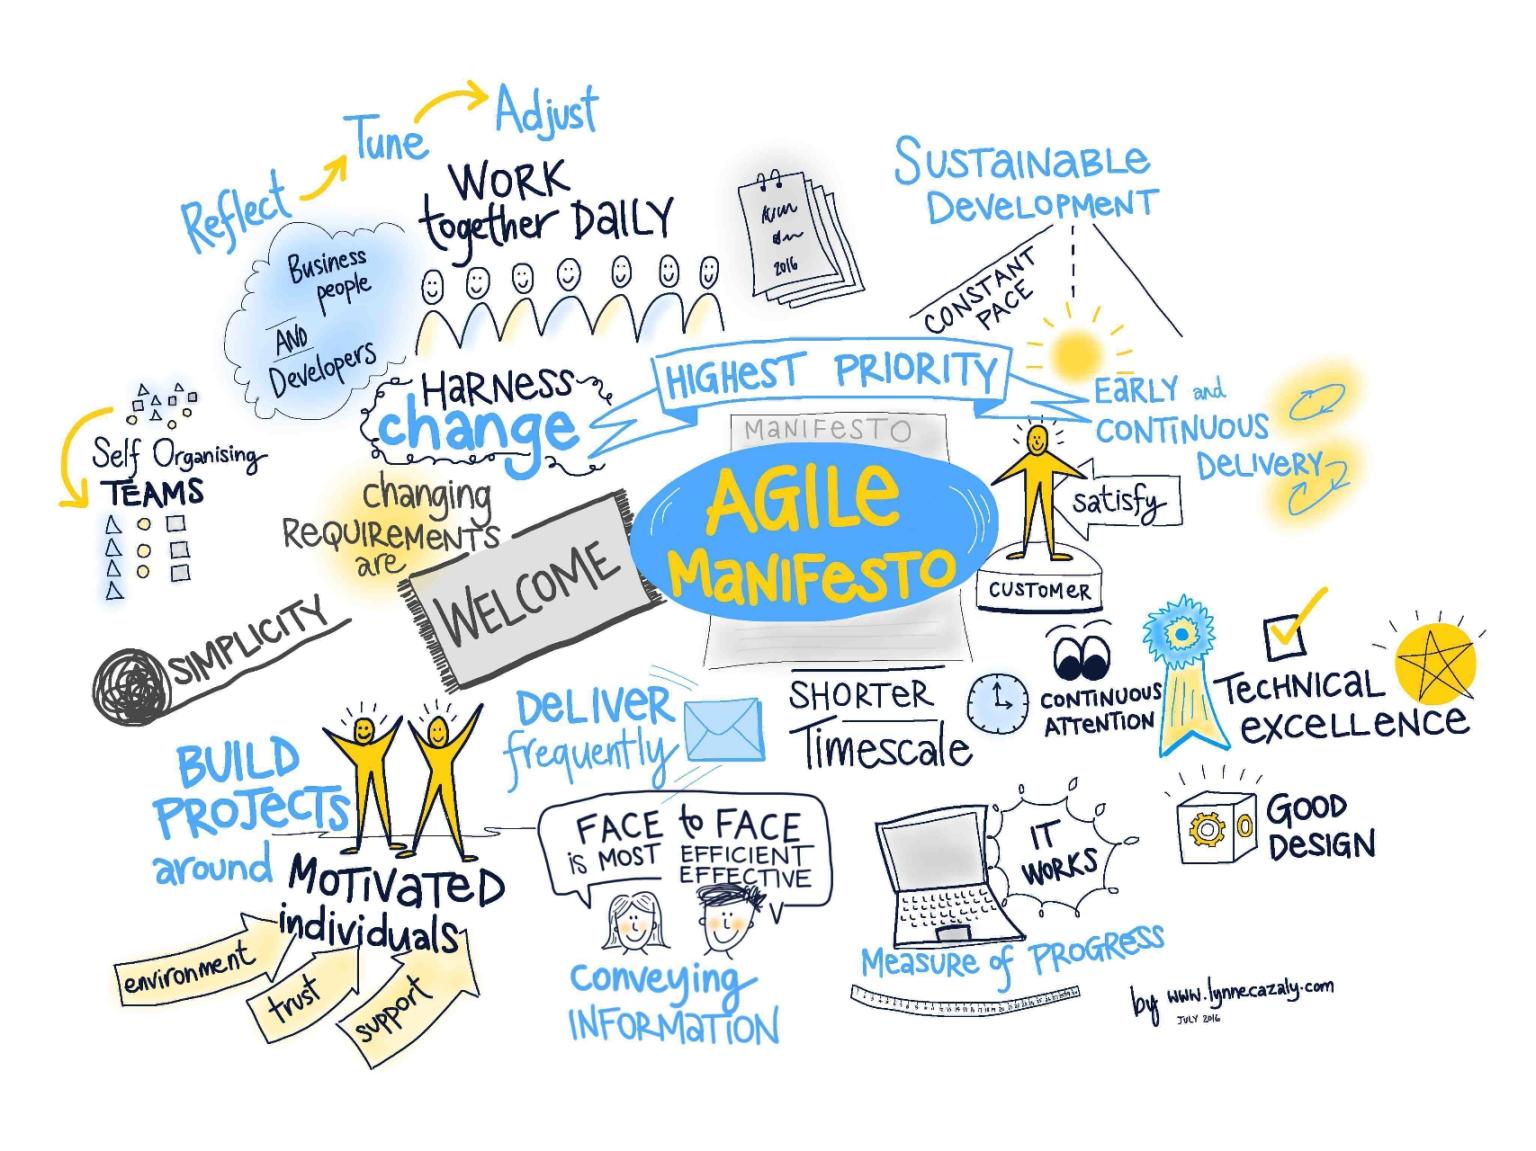 Reflect
Tune
Adjust
WORK
together DAILY
Business
people
AND
Developers
2016
SUSTAINABLE
DEVELOPMENT
CONSTANT
PACE
HARNESS
change
HIGHEST PRIORITY
EARLY and
CONTINUOUS
DELIVERY
MANIFESTO
AGILE
MANIFESTO
satisfy
CUSTOMER
Self Organising
TEAMS
changing
REQUIREMENTS
are
WELCOME
SIMPLICITY
DELIVER
frequently
SHORTER
Timescale
CONTINUOUS
ATTENTION
TECHNICAL
EXCELLENCE
BUILD
PROJECTS
around
MOTIVATED
individuals
environment
trust
support
FACE to FACE
IS MOST EFFICIENT
EFFECTIVE
Conveying
INFORMATION
IT
WORKS
MEASURE of PROGRESS
GOOD
DESIGN
by www.lynnecazaly.com
JULY 2016